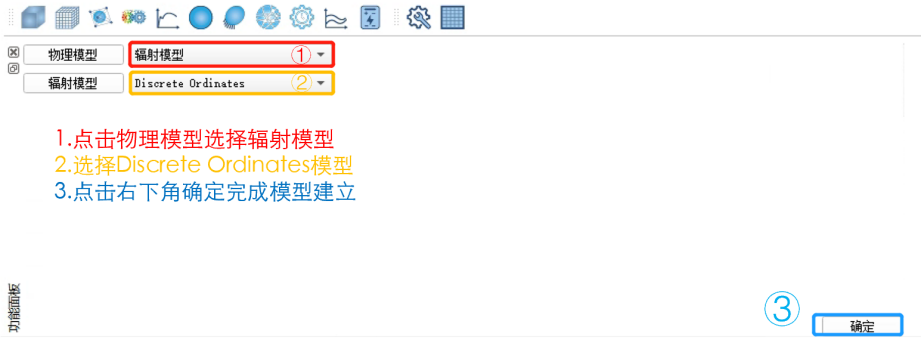 物理模型 辐射模型 ①
辐射模型 Discrete Ordinates ②
1.点击物理模型选择辐射模型
2.选择Discrete Ordinates模型
3.点击右下角确定完成模型建立
功能面板
③
确定